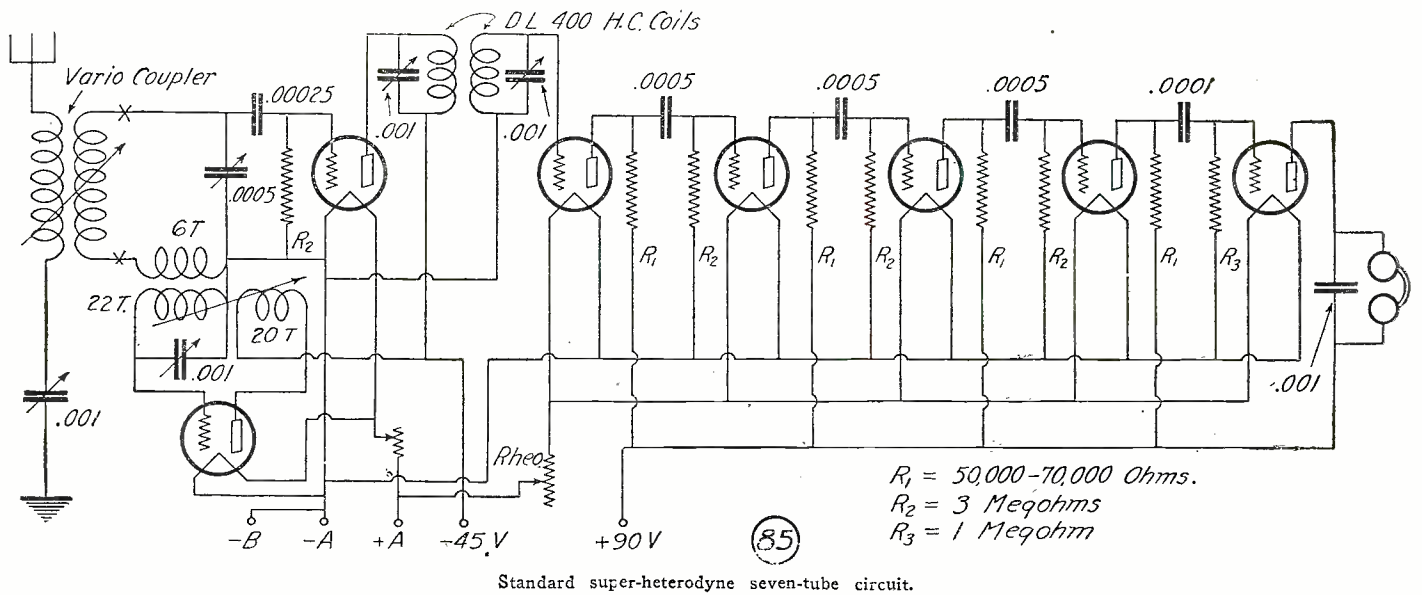 DL 400 H.C. Coils
Vario Coupler
.00025
.001
.001
.0005
.0005
.0005
.0001
.0005
6T
R2
22T.
20T
.001
.001
R1
R2
R1
R2
R1
R2
R1
R3
.001
Rheo.
R1 = 50,000-70,000 Ohms.
R2 = 3 Megohms
R3 = 1 Megohm
-B
-A
+A
+45 V.
+90 V
85
Standard super-heterodyne seven-tube circuit.